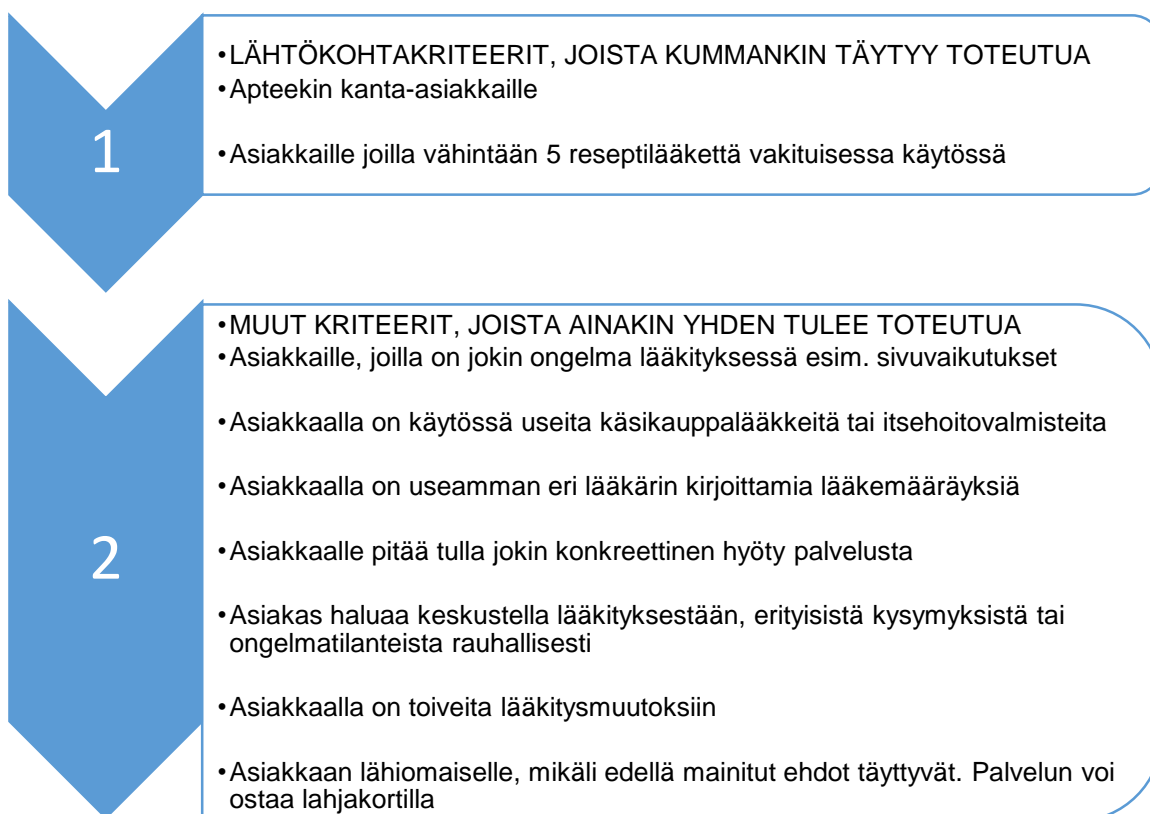 •LÄHTÖKOHTAKRITEERIT, JOISTA KUMMANKIN TÄYTYY TOTEUTUA
•Apteekin kanta-asiakkaille
1
•Asiakkaille joilla vähintään 5 reseptilääkettä vakituisessa käytössä
•MUUT KRITEERIT, JOISTA AINAKIN YHDEN TULEE TOTEUTUA
•Asiakkaille, joilla on jokin ongelma lääkityksessä esim. sivuvaikutukset
•Asiakkaalla on käytössä useita käsikauppalääkkeitä tai itsehoitovalmisteita
•Asiakkaalla on useamman eri lääkärin kirjoittamia lääkemääräyksiä
2
•Asiakkaalle pitää tulla jokin konkreettinen hyöty palvelusta
•Asiakas haluaa keskustella lääkityksestään, erityisistä kysymyksistä tai
ongelmatilanteista rauhallisesti
•Asiakkaalla on toiveita lääkitysmuutoksiin
•Asiakkaan lähiomaiselle, mikäli edellä mainitut ehdot täyttyvät. Palvelun voi
ostaa lahjakortilla